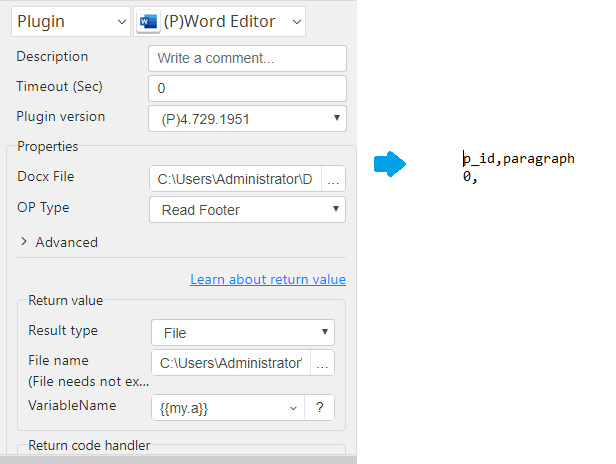 Plugin (P)Word Editor
Description Write a comment...
Timeout (Sec) 0
Plugin version (P)4.729.1951
Properties
Docx File C:\Users\Administrator\D ...
OP Type Read Footer
Advanced
Learn about return value
Return value
Result type File
File name C:\Users\Administrator\ ...
(File needs not ex...
VariableName {{my.a}} ?
Return code handler
p_id,paragraph
0,